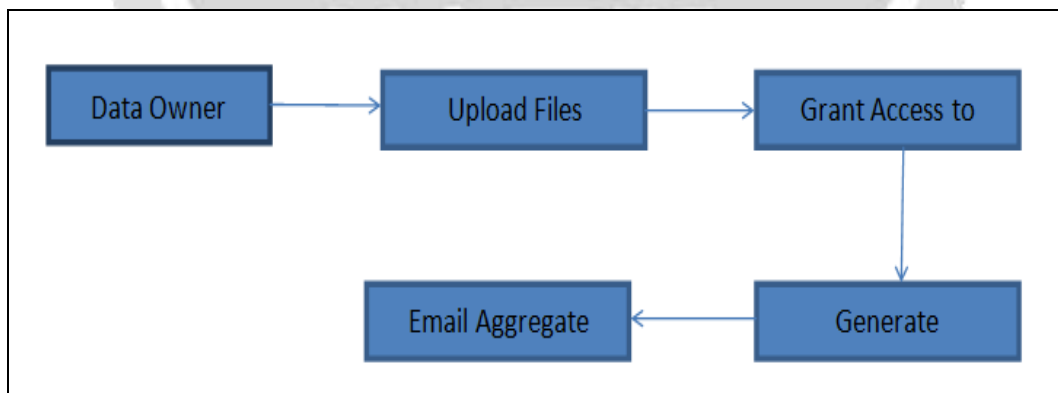 Data Owner
Upload Files
Grant Access to
Generate
Email Aggregate